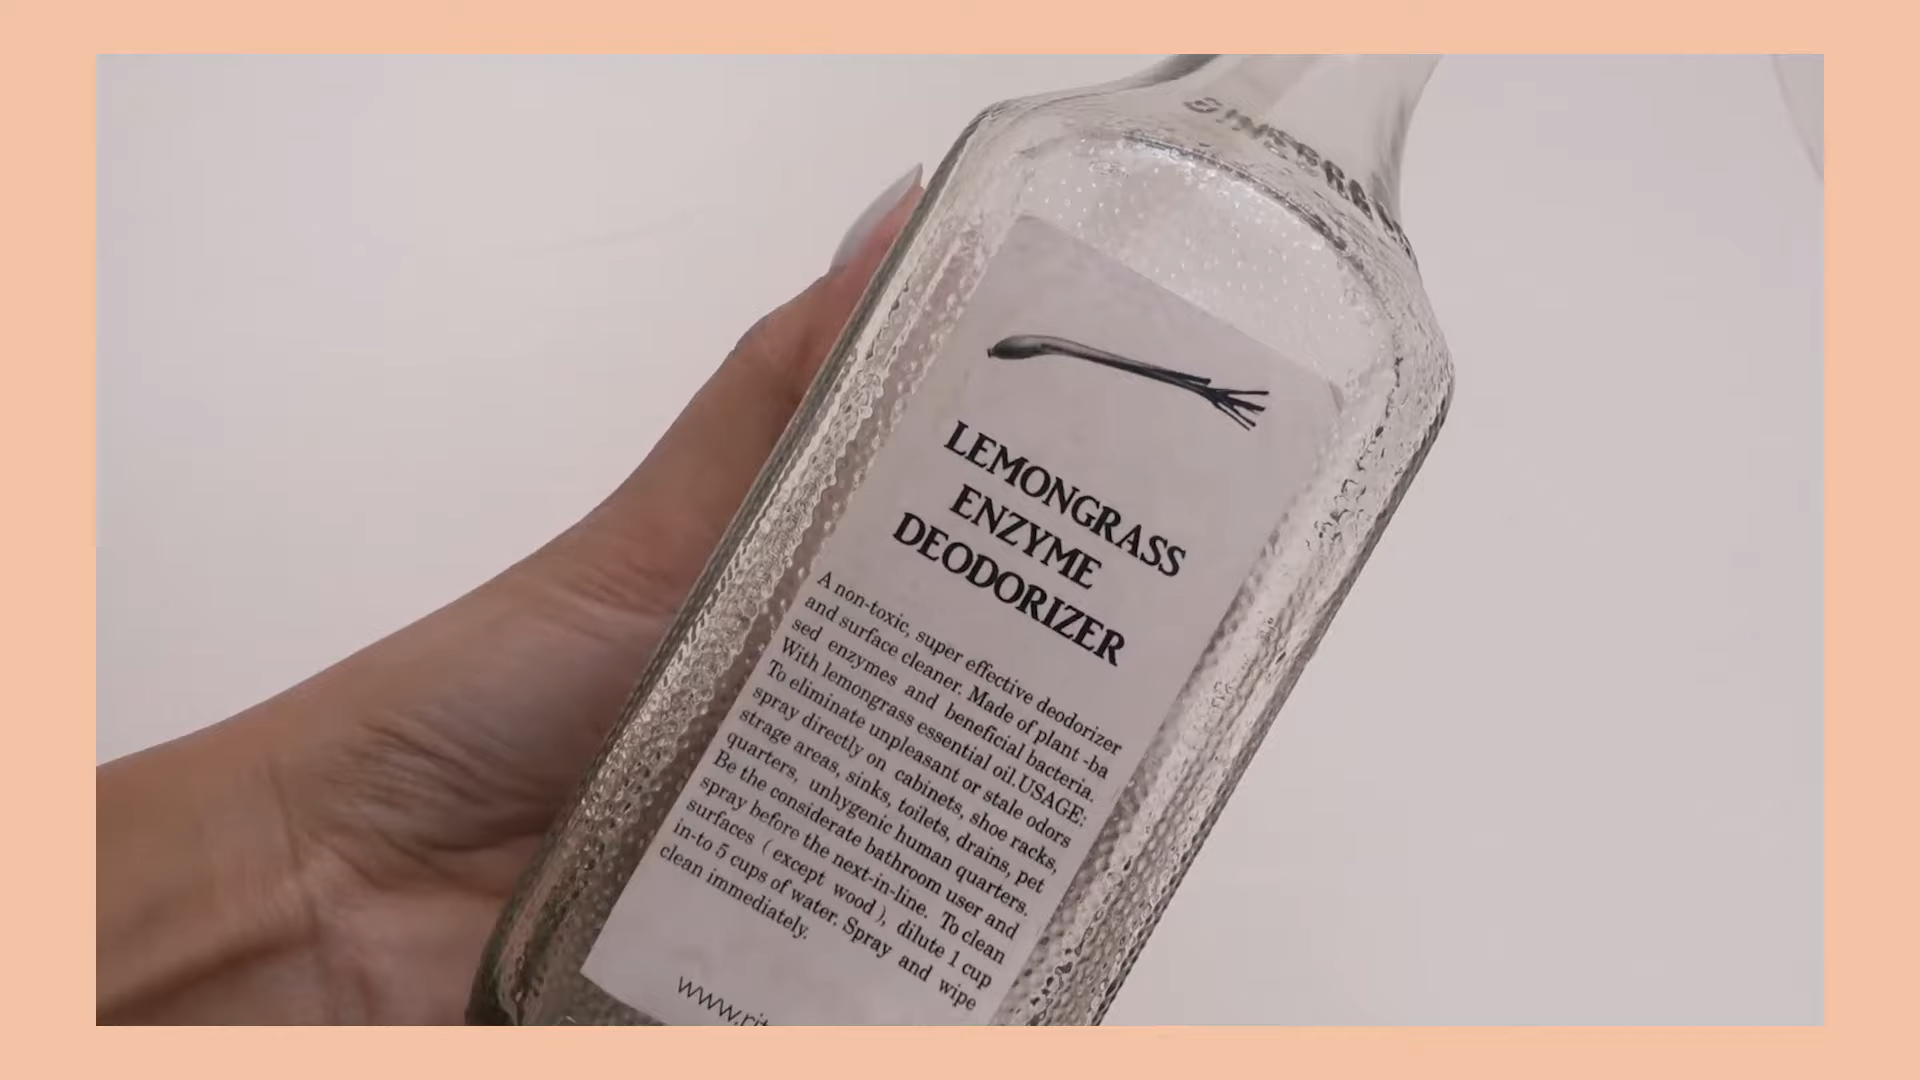 LEMONGRASS
ENZYME
DEODORIZER
A non-toxic, super effective deodorizer
and surface cleaner. Made of plant -ba
sed enzymes and beneficial bacteria.
With lemongrass essential oil. USAGE:
To eliminate unpleasant or stale odors
spray directly on cabinets, shoe racks,
strage areas, sinks, toilets, drains, pet
quarters, unhygenic human quarters.
Be the considerate bathroom user and
spray before the next-in-line. To clean
surfaces ( except wood ), dilute 1 cup
in-to 5 cups of water. Spray and wipe
clean immediately.